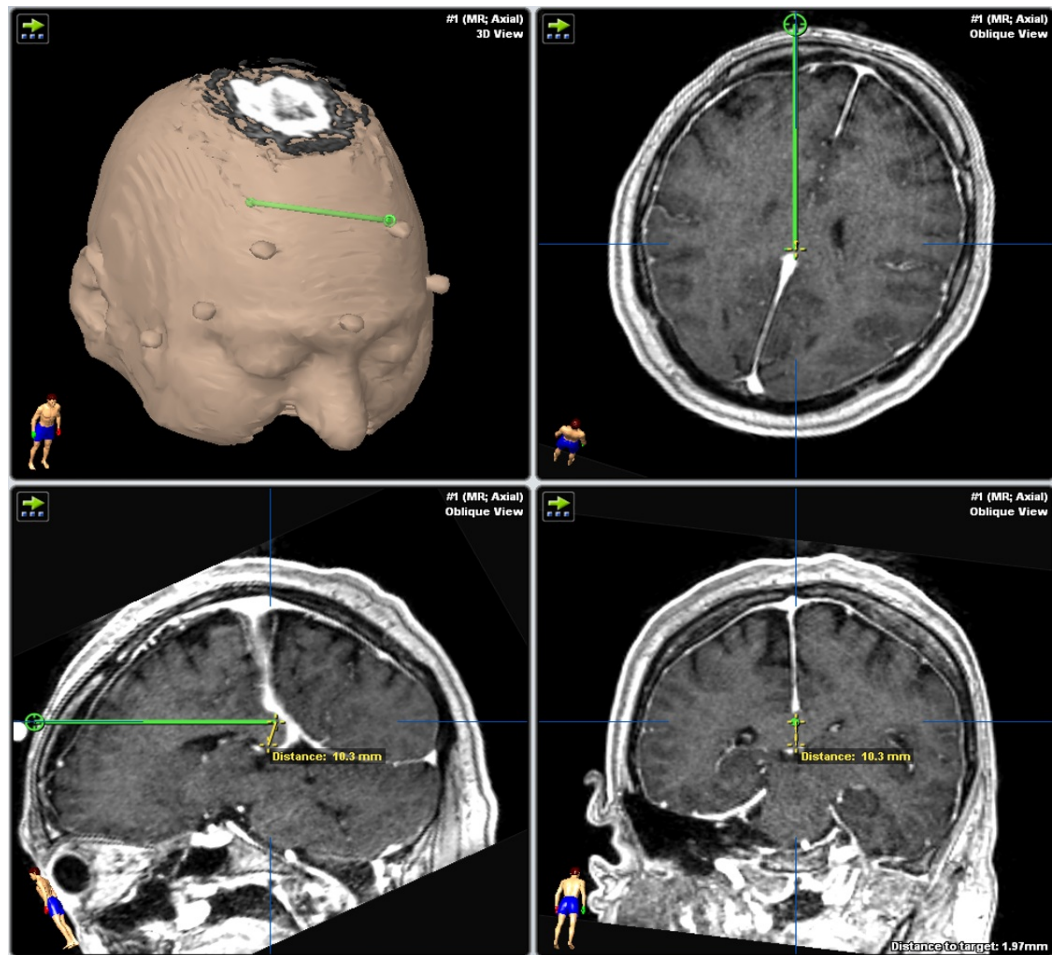 #1 (MR; Axial)
3D View
#1 (MR; Axial)
Oblique View
#1 (MR; Axial)
Oblique View
Distance: 10.3 mm
#1 (MR; Axial)
Oblique View
Distance: 10.3 mm
Distance to target: 1.97mm